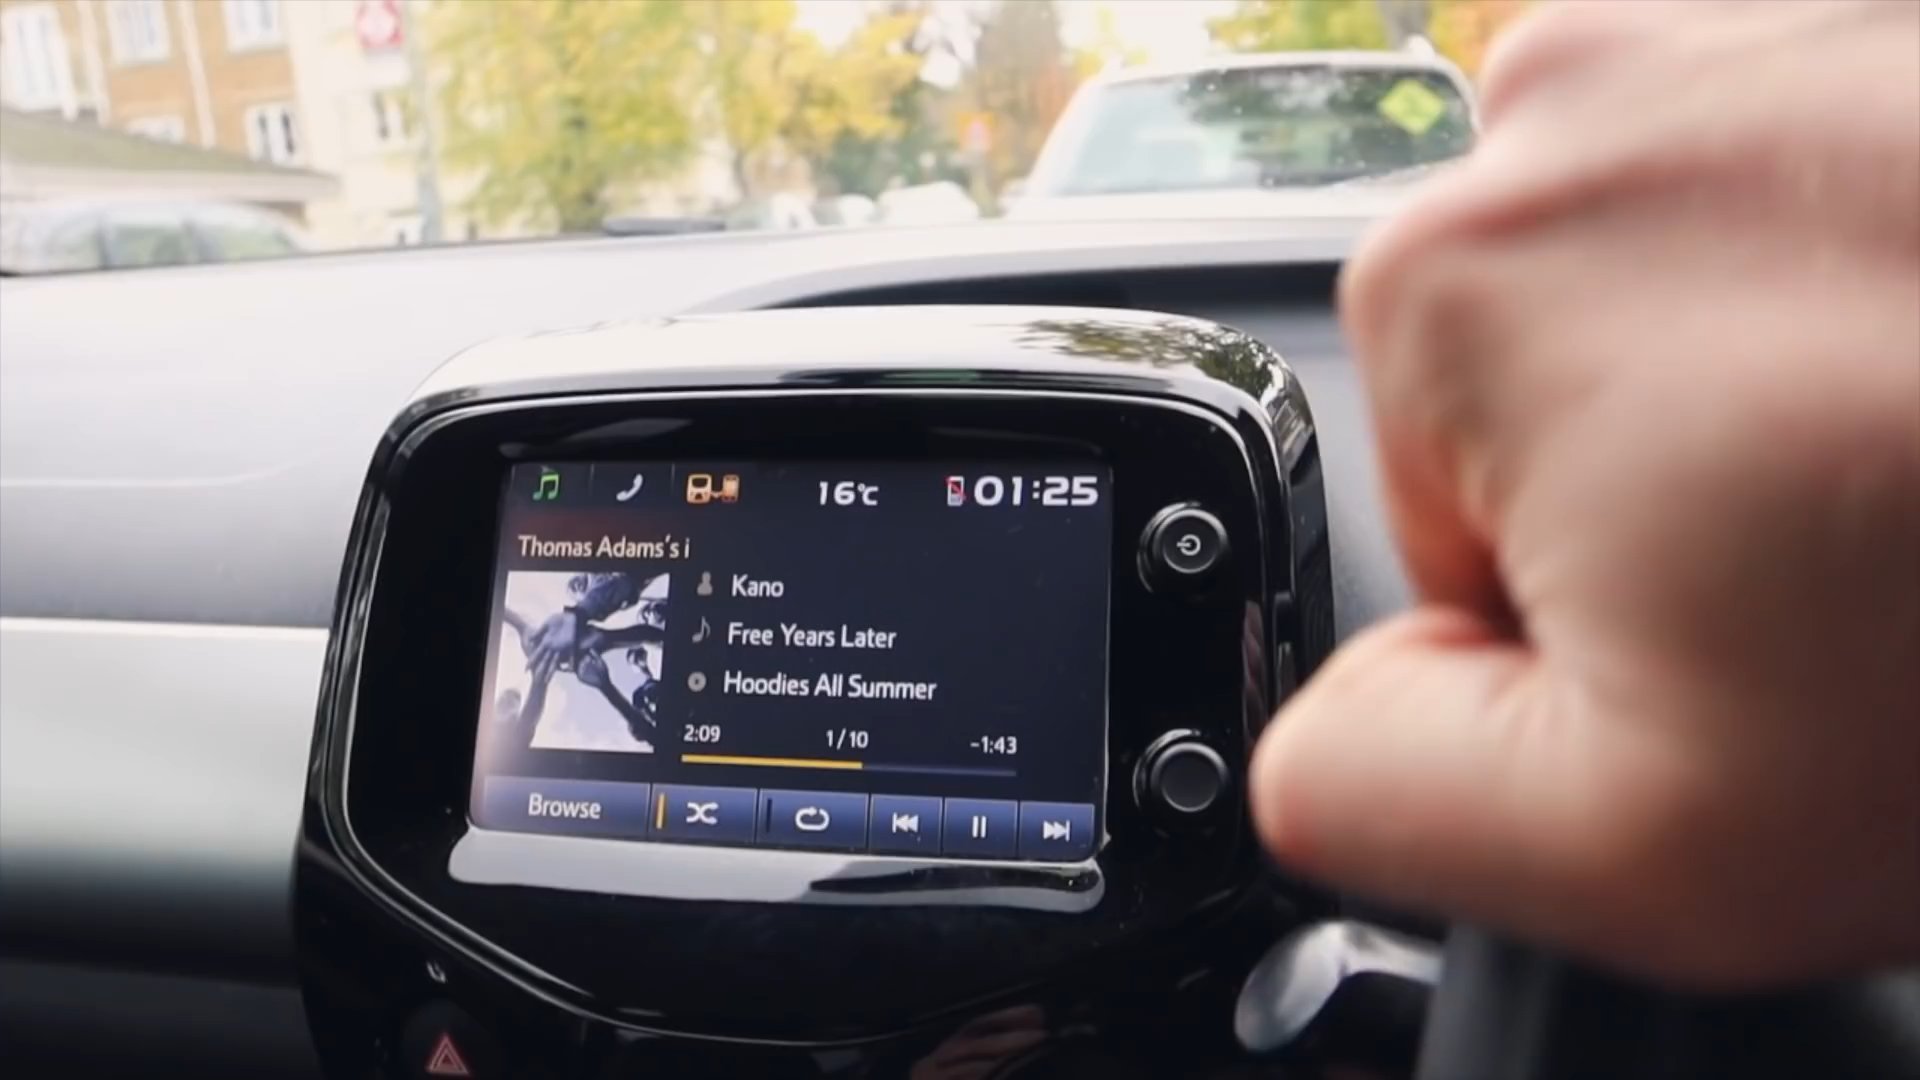 16°C
01:25
Thomas Adams's i
Kano
Free Years Later
Hoodies All Summer
2:09 1/10 -1:43
Browse